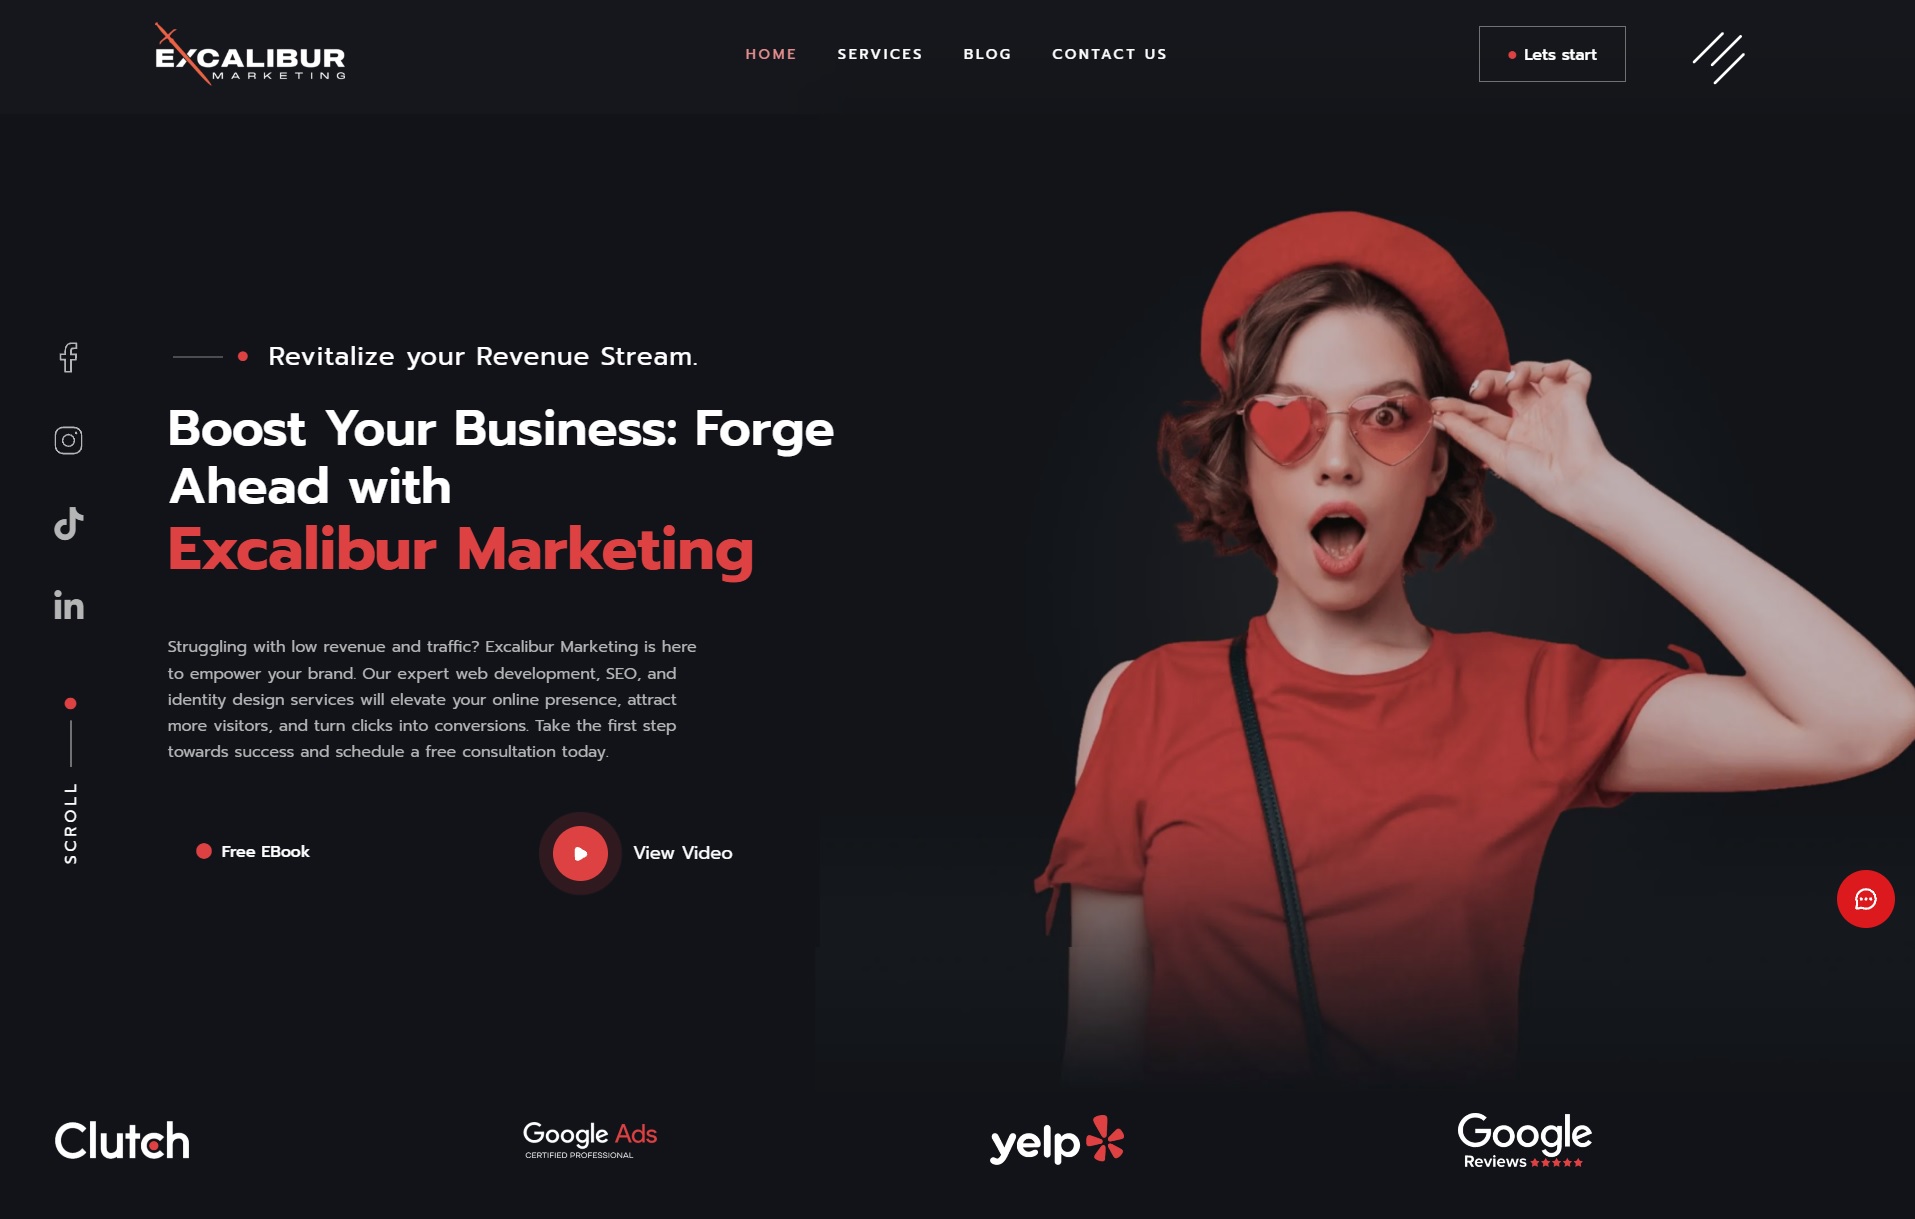 EXCALIBUR
MARKETING
HOME
SERVICES
BLOG
CONTACT US
Lets start
Revitalize your Revenue Stream.
Boost Your Business: Forge
Ahead with
Excalibur Marketing
Struggling with low revenue and traffic? Excalibur Marketing is here
to empower your brand. Our expert web development, SEO, and
identity design services will elevate your online presence, attract
more visitors, and turn clicks into conversions. Take the first step
towards success and schedule a free consultation today.
SCROLL
Free EBook
View Video
Clutch
Google Ads
CERTIFIED PROFESSIONAL
yelp
Google
Reviews